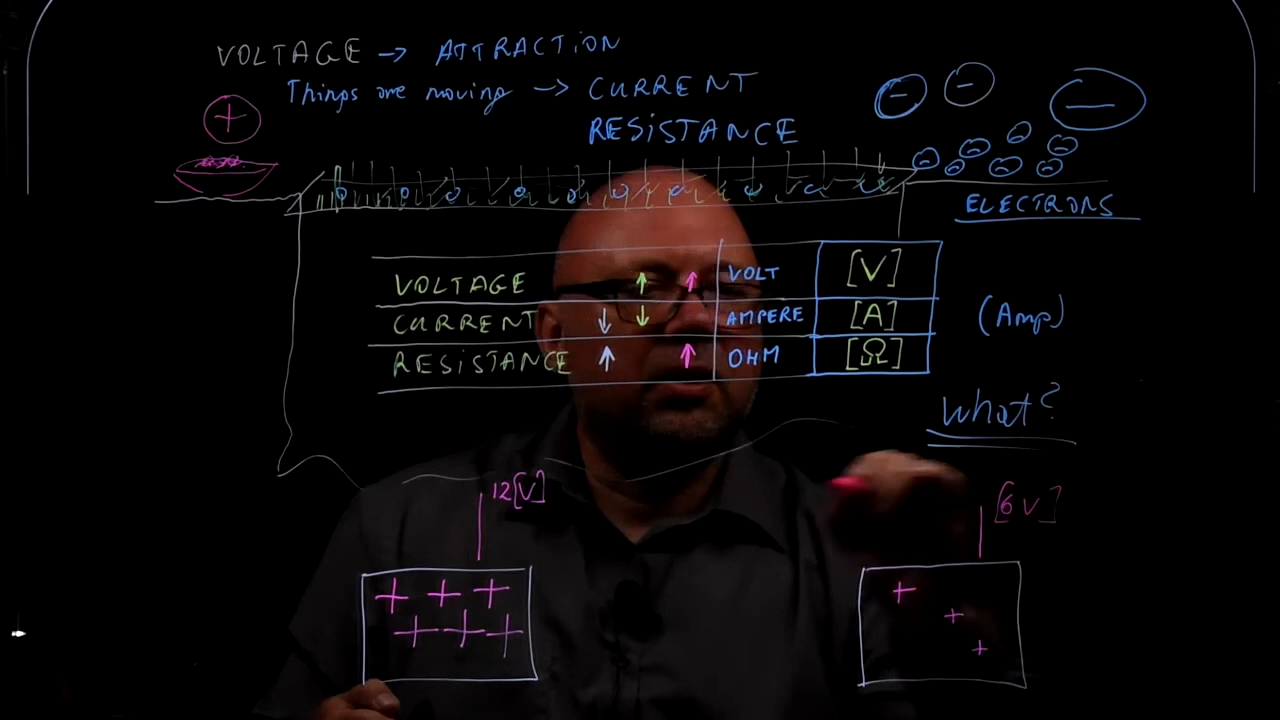 VOLTAGE → ATTRACTION
Things are moving → CURRENT
RESISTANCE
+
− − −
− − − − − − −
ELECTRONS
VOLTAGE ↑ ↑ VOLT [V]
CURRENT ↓ ↓ AMPERE [A] (Amp)
RESISTANCE ↑ ↑ OHM [Ω]
What?
12[V] [6V]
+ + + +
+ + + +
+